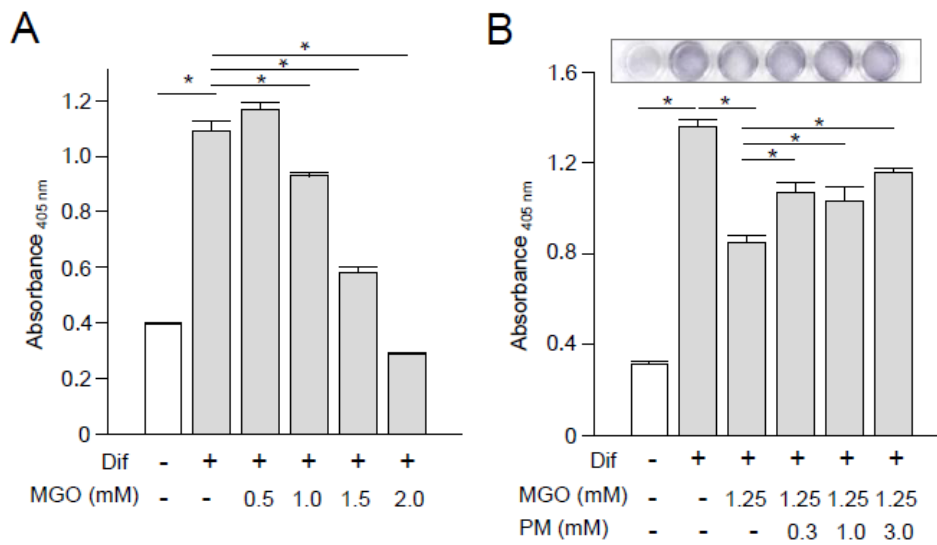 A
*
*
* *
1.2
1.0
0.8
0.6
0.4
0.2
0
Absorbance 405 nm
Dif - + + + + +
MGO (mM) - - 0.5 1.0 1.5 2.0
B
1.6
* *
*
*
*
1.2
0.8
0.4
0
Absorbance 405 nm
Dif - + + + + +
MGO (mM) - - 1.25 1.25 1.25 1.25
PM (mM) - - - 0.3 1.0 3.0